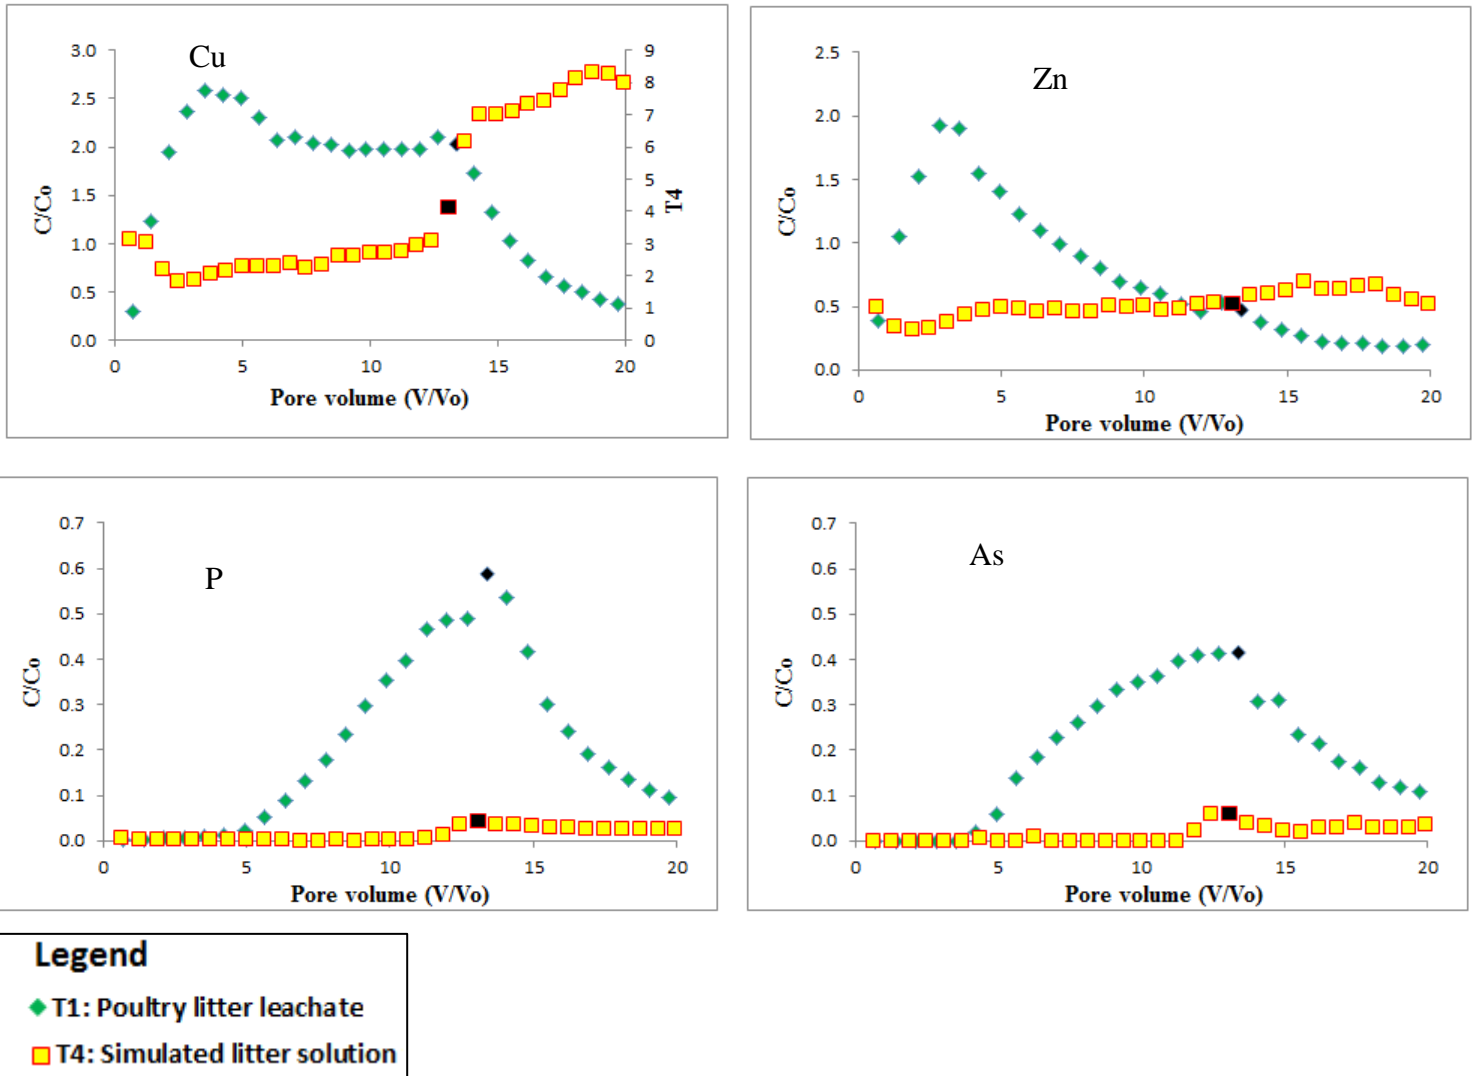 Cu
3.0
2.5
2.0
1.5
1.0
0.5
0.0
C/Co
9
8
7
6
5
4
3
2
1
0
T4
0 5 10 15 20
Pore volume (V/Vo)
Zn
2.5
2.0
1.5
1.0
0.5
0.0
C/Co
0 5 10 15 20
Pore volume (V/Vo)
P
0.7
0.6
0.5
0.4
0.3
0.2
0.1
0.0
C/Co
0 5 10 15 20
Pore volume (V/Vo)
As
0.7
0.6
0.5
0.4
0.3
0.2
0.1
0.0
C/Co
0 5 10 15 20
Pore volume (V/Vo)
Legend
T1: Poultry litter leachate
T4: Simulated litter solution